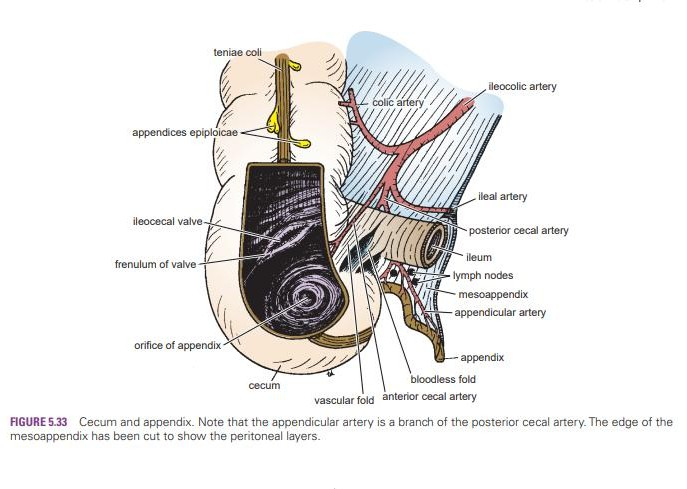 teniae coli
ileocolic artery
colic artery
appendices epiploicae
ileal artery
ileocecal valve
posterior cecal artery
ileum
frenulum of valve
lymph nodes
mesoappendix
appendicular artery
orifice of appendix
appendix
bloodless fold
cecum
anterior cecal artery
vascular fold
FIGURE 5.33 Cecum and appendix. Note that the appendicular artery is a branch of the posterior cecal artery. The edge of the
mesoappendix has been cut to show the peritoneal layers.